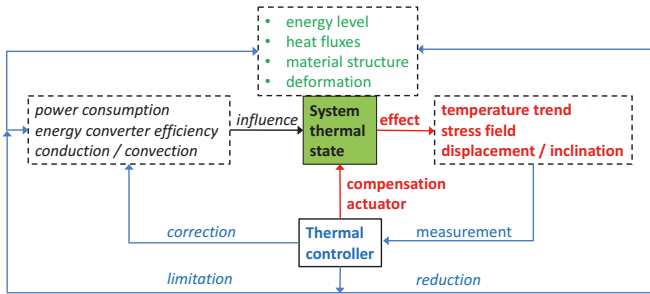 • energy level
• heat fluxes
• material structure
• deformation
power consumption
energy converter efficiency
conduction / convection
influence
System
thermal
state
effect
temperature trend
stress field
displacement / inclination
compensation
actuator
correction
Thermal
controller
measurement
limitation
reduction